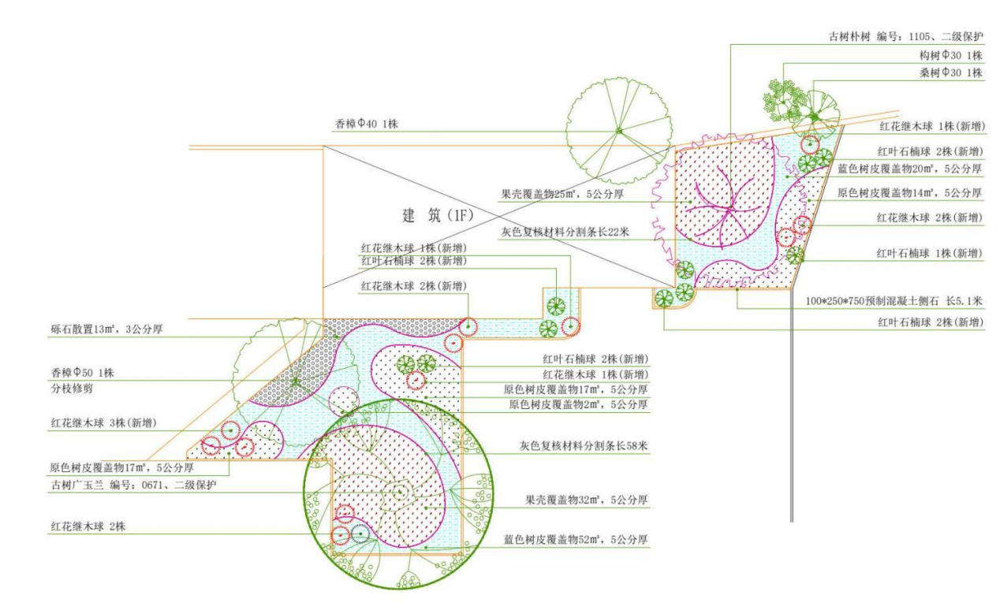 古树朴树 编号：1105、二级保护
构树Φ30 1株
桑树Φ30 1株
香樟Φ40 1株
红花继木球 1株(新增)
红叶石楠球 2株(新增)
蓝色树皮覆盖物20㎡，5公分厚
果壳覆盖物25㎡，5公分厚
原色树皮覆盖物14㎡，5公分厚
建 筑（1F）
红花继木球 2株(新增)
灰色复核材料分割条长22米
红花继木球 1株(新增)
红叶石楠球 1株(新增)
红叶石楠球 2株(新增)
红花继木球 2株(新增)
100*250*750预制混凝土侧石 长5.1米
红叶石楠球 2株(新增)
砾石散置13㎡，3公分厚
红叶石楠球 2株(新增)
香樟Φ50 1株
红花继木球 1株(新增)
分枝修剪
原色树皮覆盖物17㎡，5公分厚
原色树皮覆盖物2㎡，5公分厚
红花继木球 3株(新增)
灰色复核材料分割条长58米
原色树皮覆盖物17㎡，5公分厚
古树广玉兰 编号：0671、二级保护
果壳覆盖物32㎡，5公分厚
红花继木球 2株
蓝色树皮覆盖物52㎡，5公分厚